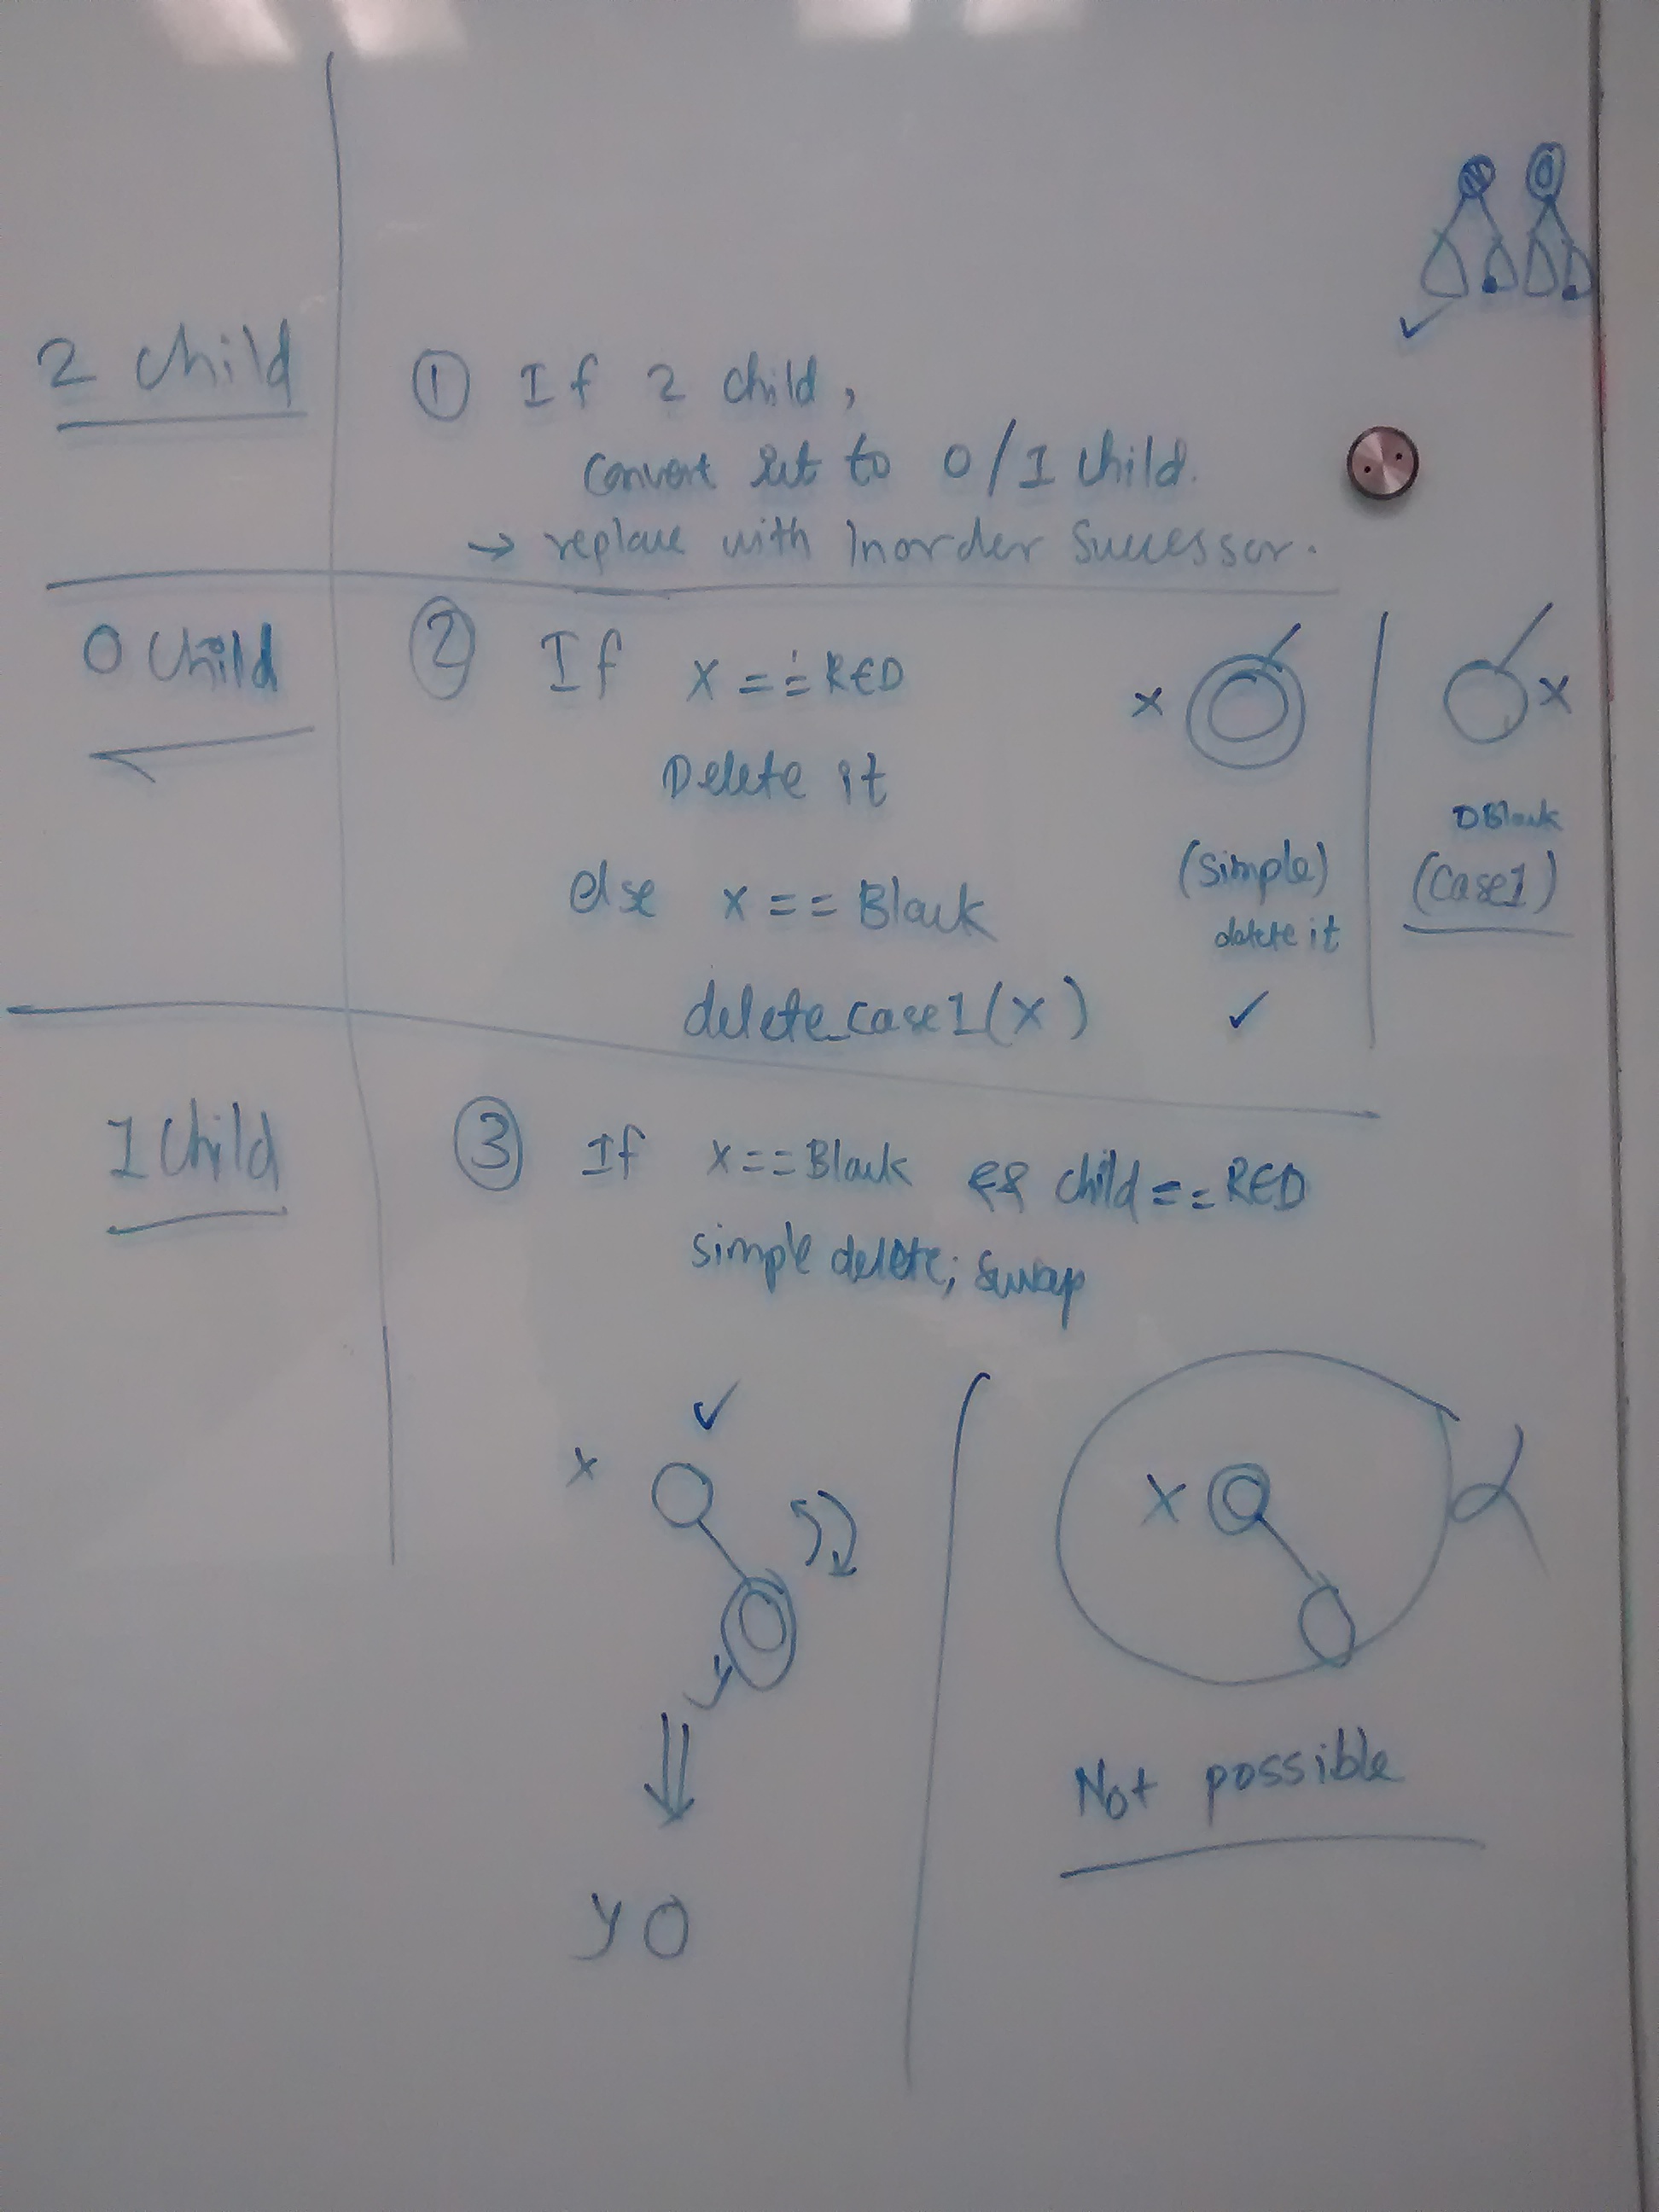 2 child
① If 2 child,
convert it to 0/1 child.
→ replace with Inorder Successor.
0 child
② If x == RED
Delete it
else x == Black
delete_case1(x)
x
(simple)
delete it
x
DBlack
(case1)
1 child
③ If x==Black && child == RED
simple delete; swap
x
y
y
x
Not possible